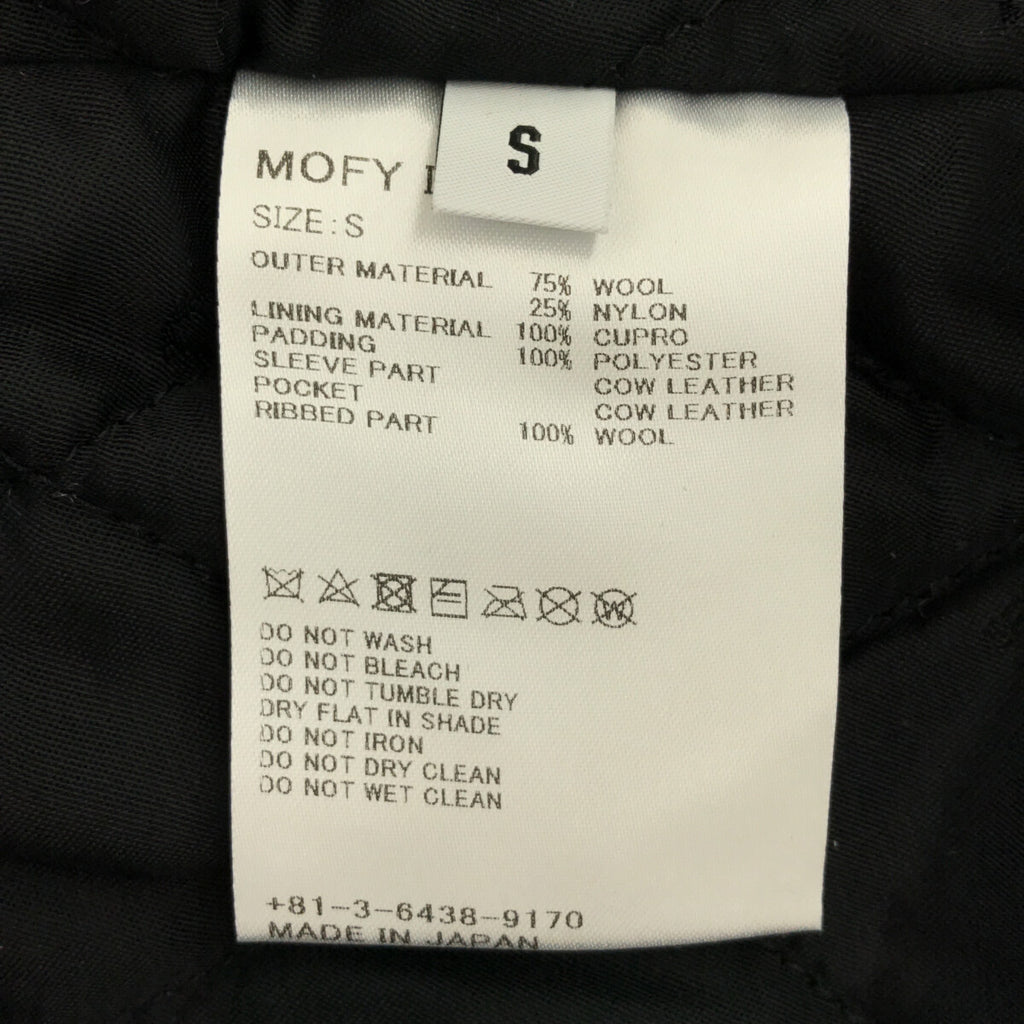 S
MOFY
SIZE:S
OUTER MATERIAL 75% WOOL
25% NYLON
LINING MATERIAL 100% CUPRO
PADDING 100% POLYESTER
SLEEVE PART COW LEATHER
POCKET COW LEATHER
RIBBED PART 100% WOOL
W
DO NOT WASH
DO NOT BLEACH
DO NOT TUMBLE DRY
DRY FLAT IN SHADE
DO NOT IRON
DO NOT DRY CLEAN
DO NOT WET CLEAN
+81-3-6438-9170
MADE IN JAPAN